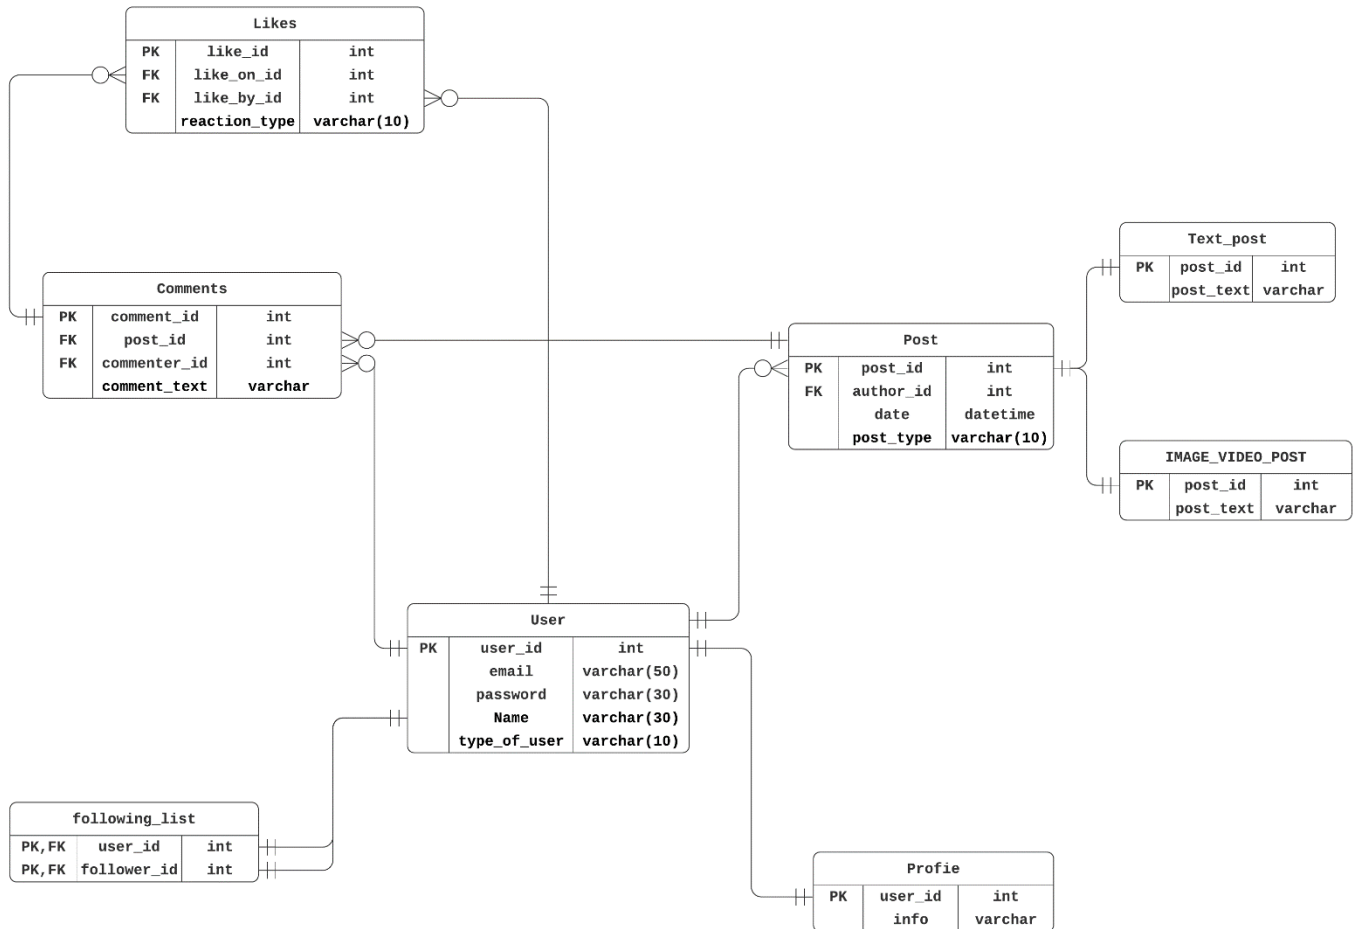 Likes
PK like_id int
FK like_on_id int
FK like_by_id int
reaction_type varchar(10)
Text_post
PK post_id int
post_text varchar
Comments
PK comment_id int
FK post_id int
FK commenter_id int
comment_text varchar
Post
PK post_id int
FK author_id int
date datetime
post_type varchar(10)
IMAGE_VIDEO_POST
PK post_id int
post_text varchar
User
PK user_id int
email varchar(50)
password varchar(30)
Name varchar(30)
type_of_user varchar(10)
following_list
PK,FK user_id int
PK,FK follower_id int
Profie
PK user_id int
info varchar